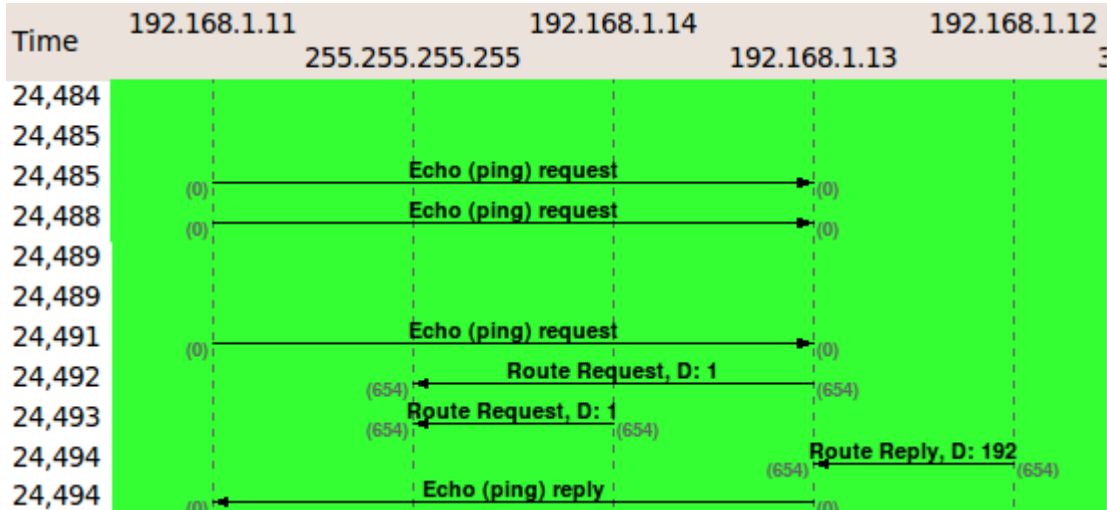 192.168.1.11 192.168.1.14 192.168.1.12
Time
255.255.255.255 192.168.1.13 3
24,484
24,485
24,485 (0) Echo (ping) request (0)
24,488 (0) Echo (ping) request (0)
24,489
24,489
24,491 (0) Echo (ping) request (0)
24,492 (654) Route Request, D: 1 (654)
24,493 (654) Route Request, D: 1 (654)
24,494 (654) Route Reply, D: 192 (654)
24,494 (0) Echo (ping) reply (0)